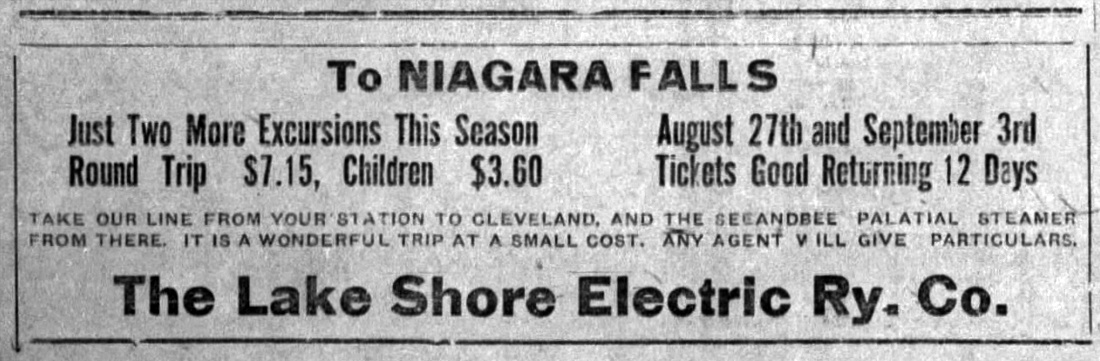 To NIAGARA FALLS
Just Two More Excursions This Season
Round Trip $7.15, Children $3.60
August 27th and September 3rd
Tickets Good Returning 12 Days
TAKE OUR LINE FROM YOUR STATION TO CLEVELAND, AND THE SEEANDBEE PALATIAL STEAMER
FROM THERE. IT IS A WONDERFUL TRIP AT A SMALL COST. ANY AGENT WILL GIVE PARTICULARS.
The Lake Shore Electric Ry. Co.